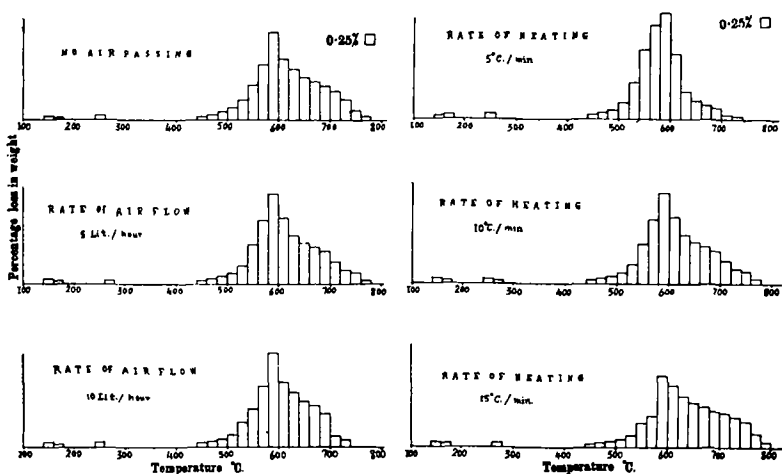 NO AIR PASSING
0·25%
100 200 300 400 500 600 700 800
RATE OF HEATING
5°C./min
0·25%
100 200 300 400 500 600 700 800
Percentage loss in weight
RATE OF AIR FLOW
5 Lit./hour
100 200 300 400 500 600 700 800
RATE OF HEATING
10°C./min
100 200 300 400 500 600 700 800
RATE OF AIR FLOW
10 Lit./hour
100 200 300 400 500 600 700 800
Temperature °C.
RATE OF HEATING
15°C./min.
100 200 300 400 500 600 700 800
Temperature °C.